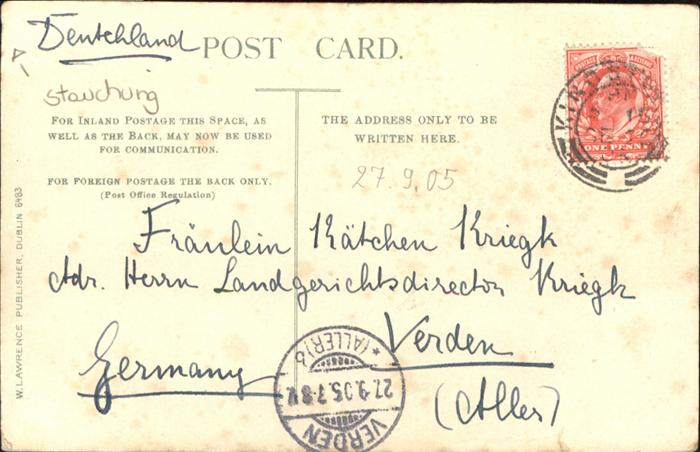 Deutchland
POST CARD.
stauchung
FOR INLAND POSTAGE THIS SPACE, AS
WELL AS THE BACK, MAY NOW BE USED
FOR COMMUNICATION.
FOR FOREIGN POSTAGE THE BACK ONLY.
(Post Office Regulation)
THE ADDRESS ONLY TO BE
WRITTEN HERE.
27.9.05
ONE PENNY
Fräulein Kätchen Kriegk
Adr. Herrn Landgerichtsdirector Kriegk
Verden
Germany
(Aller)
VERDEN
27.9.05.7-8V.
*(ALLER)b
W. LAWRENCE PUBLISHER, DUBLIN 6483